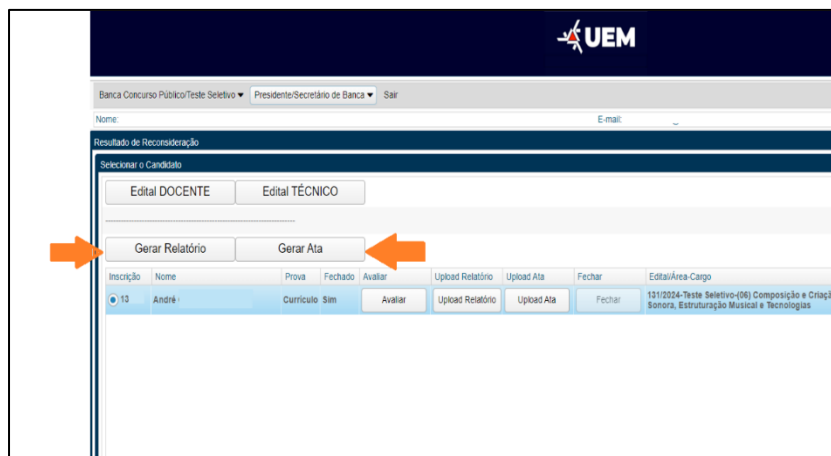 UEM
Banca Concurso Público/Teste Seletivo Presidente/Secretário de Banca Sair
Nome: E-mail:
Resultado de Reconsideração
Selecionar o Candidato
Edital DOCENTE Edital TÉCNICO
Gerar Relatório Gerar Ata
Inscrição Nome Prova Fechado Avaliar Upload Relatório Upload Ata Fechar Edital/Área-Cargo
13 André Currículo Sim Avaliar Upload Relatório Upload Ata Fechar 131/2024-Teste Seletivo-(06) Composição e Criaçã
Sonora, Estruturação Musical e Tecnologias